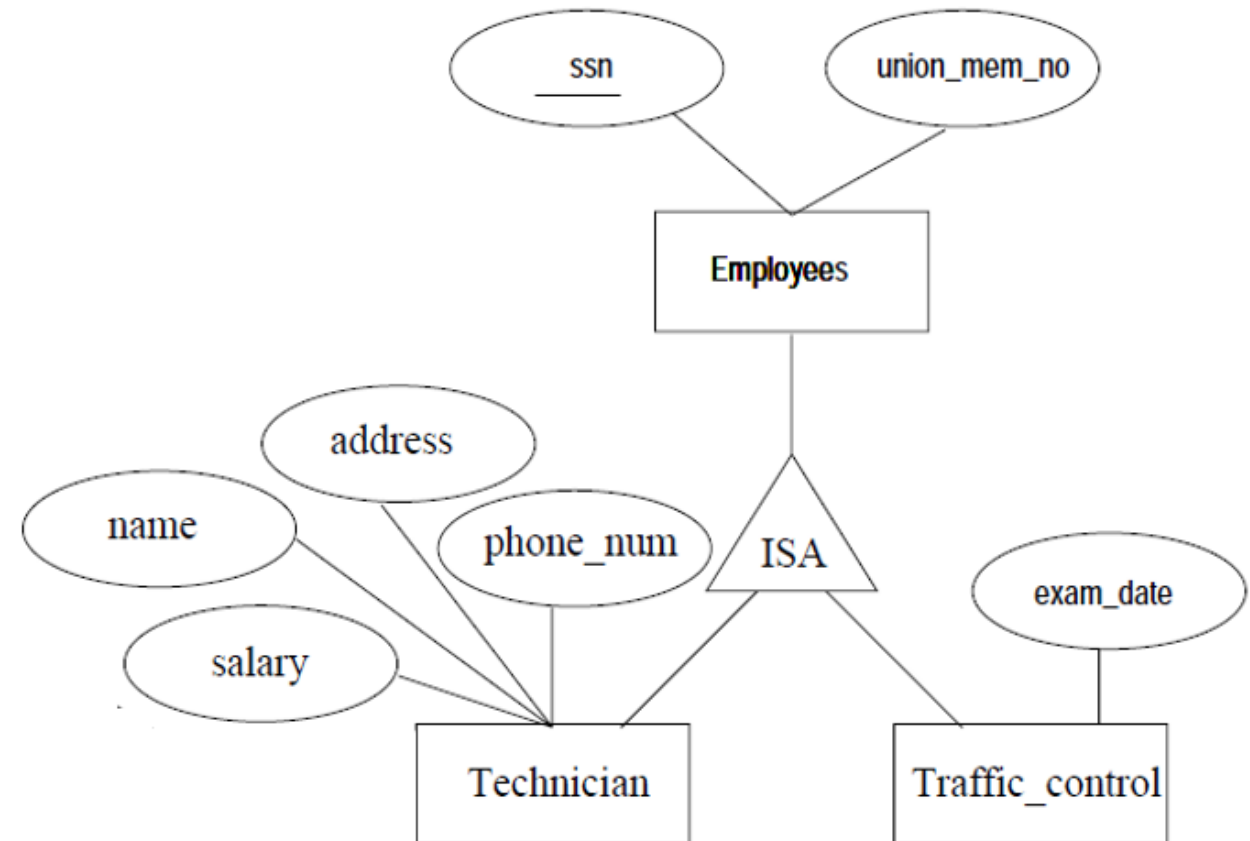 ssn
union_mem_no
Employees
address
name
phone_num
ISA
exam_date
salary
Technician
Traffic_control